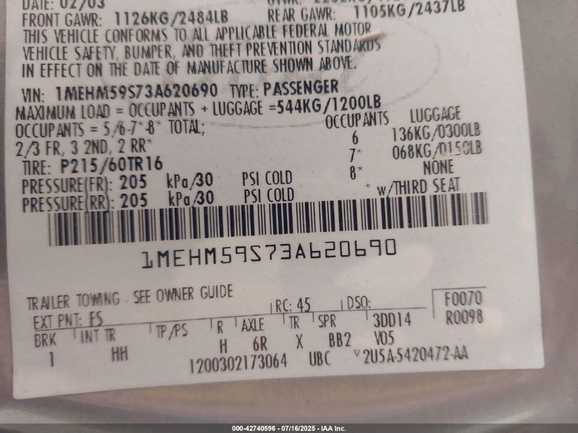 DATE: 02/03
FRONT GAWR: 1126KG/2484LB REAR GAWR: 1105KG/2437LB
THIS VEHICLE CONFORMS TO ALL APPLICABLE FEDERAL MOTOR
VEHICLE SAFETY, BUMPER, AND THEFT PREVENTION STANDARDS
IN EFFECT ON THE DATE OF MANUFACTURE SHOWN ABOVE.
VIN: 1MEHM59S73A620690 TYPE: PASSENGER
MAXIMUM LOAD = OCCUPANTS + LUGGAGE =544KG/1200LB
OCCUPANTS = 5/6-7*-8* TOTAL; OCCUPANTS LUGGAGE
2/3 FR, 3 2ND, 2 RR* 6 136KG/0300LB
TIRE: P215/60TR16 7* 068KG/0150LB
PRESSURE(FR): 205 kPa/30 PSI COLD 8* NONE
PRESSURE(RR): 205 kPa/30 PSI COLD * w/THIRD SEAT
1MEHM59S73A620690
TRAILER TOWING - SEE OWNER GUIDE
EXT PNT: FS RC: 45 DSO: F0070
BRK INT TR TP/PS R AXLE TR SPR 3DD14 R0098
1 HH H 6R X BB2 VO5
1200302173064 UBC 2U5A-5420472-AA
000-42740596 - 07/16/2025 - IAA Inc.